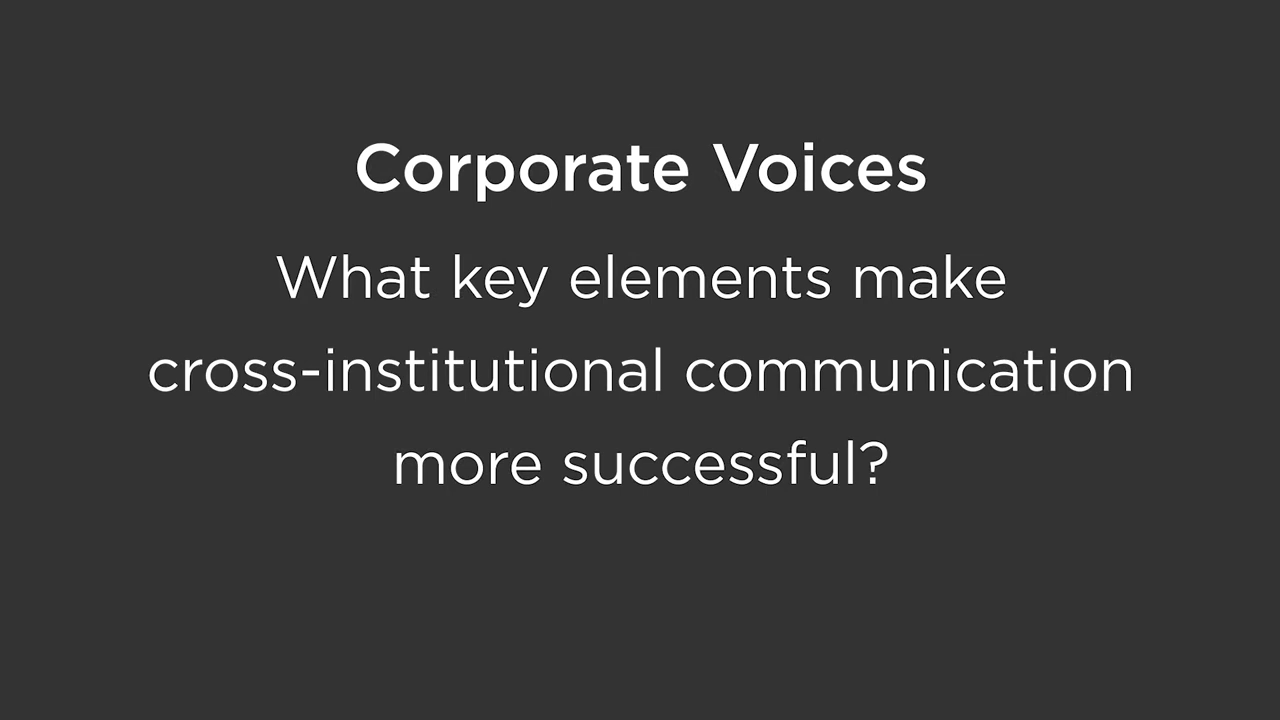 Corporate Voices
What key elements make
cross-institutional communication
more successful?